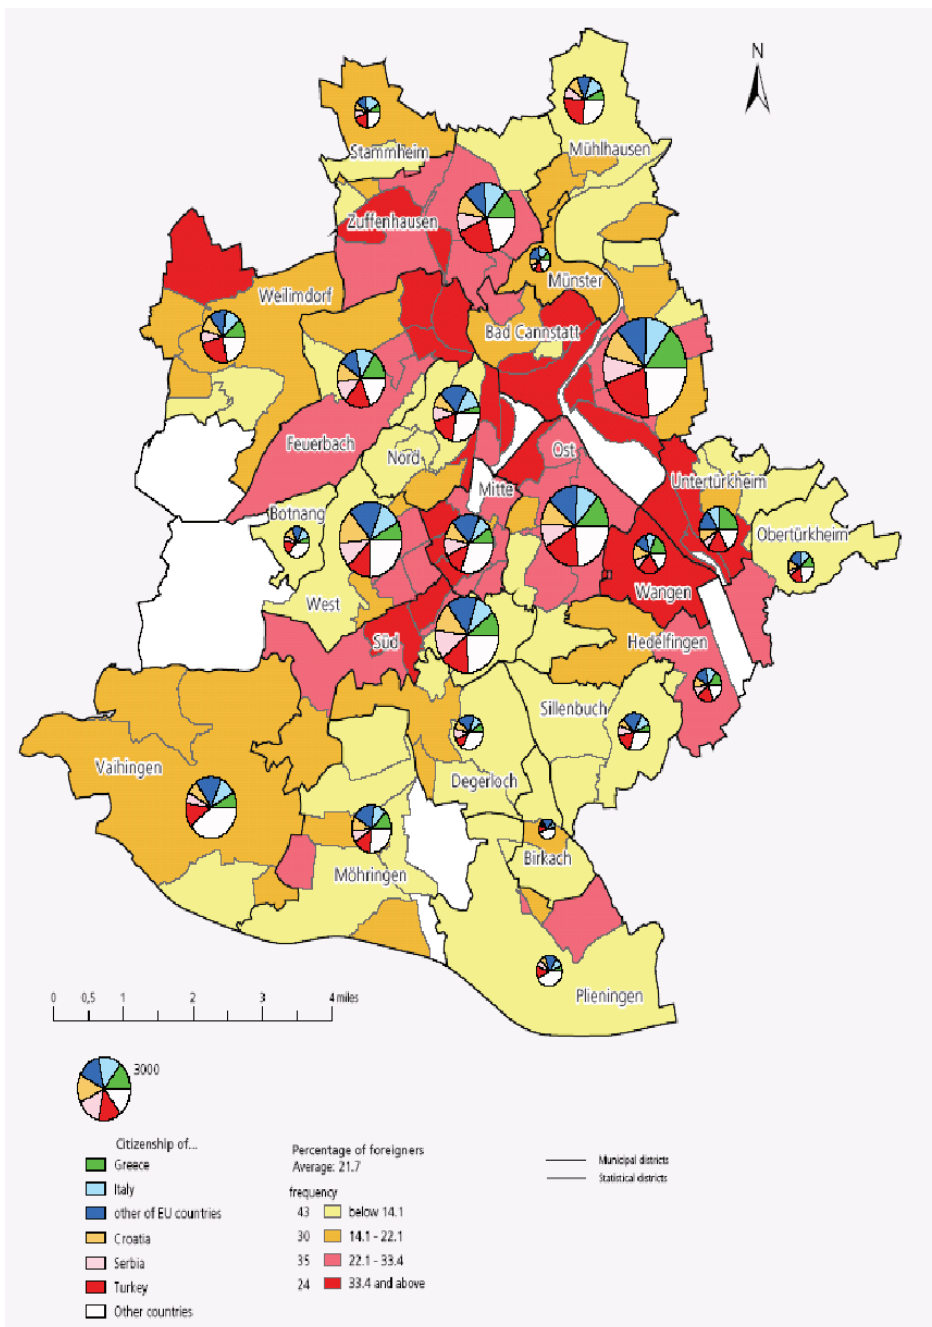 N
Stammheim
Mühlhausen
Zuffenhausen
Münster
Weilimdorf
Bad Cannstatt
Feuerbach
Nord
Ost
Mitte
Untertürkheim
Botnang
Obertürkheim
Wangen
West
Süd
Hedelfingen
Sillenbuch
Vaihingen
Degerloch
Birkach
Möhringen
Plieningen
0 0,5 1 2 3 4 miles
3000
Citizenship of...
Greece
Italy
other of EU countries
Croatia
Serbia
Turkey
Other countries
Percentage of foreigners
Average: 21.7
frequency
43 below 14.1
30 14.1 - 22.1
35 22.1 - 33.4
24 33.4 and above
Municipal districts
Statistical districts